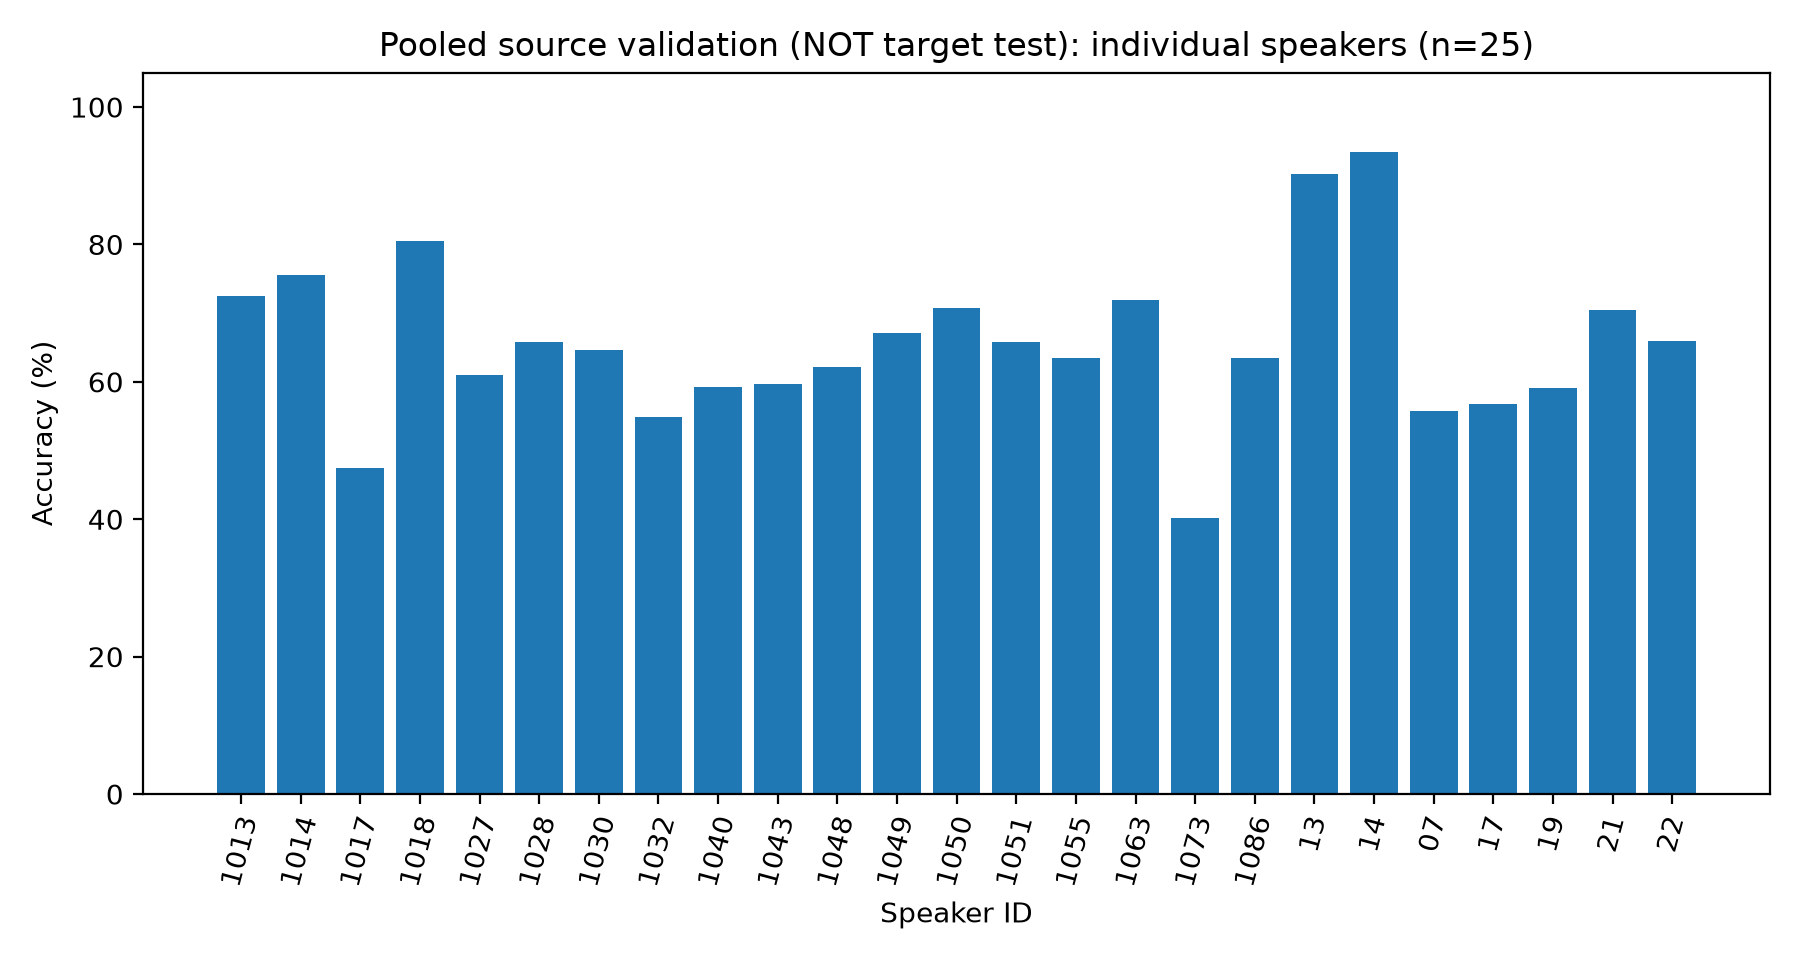 Pooled source validation (NOT target test): individual speakers (n=25)
100
80
60
40
20
0
Accuracy (%)
1013 1014 1017 1018 1027 1028 1030 1032 1040 1043 1048 1049 1050 1051 1055 1063 1073 1086 13 14 07 17 19 21 22
Speaker ID